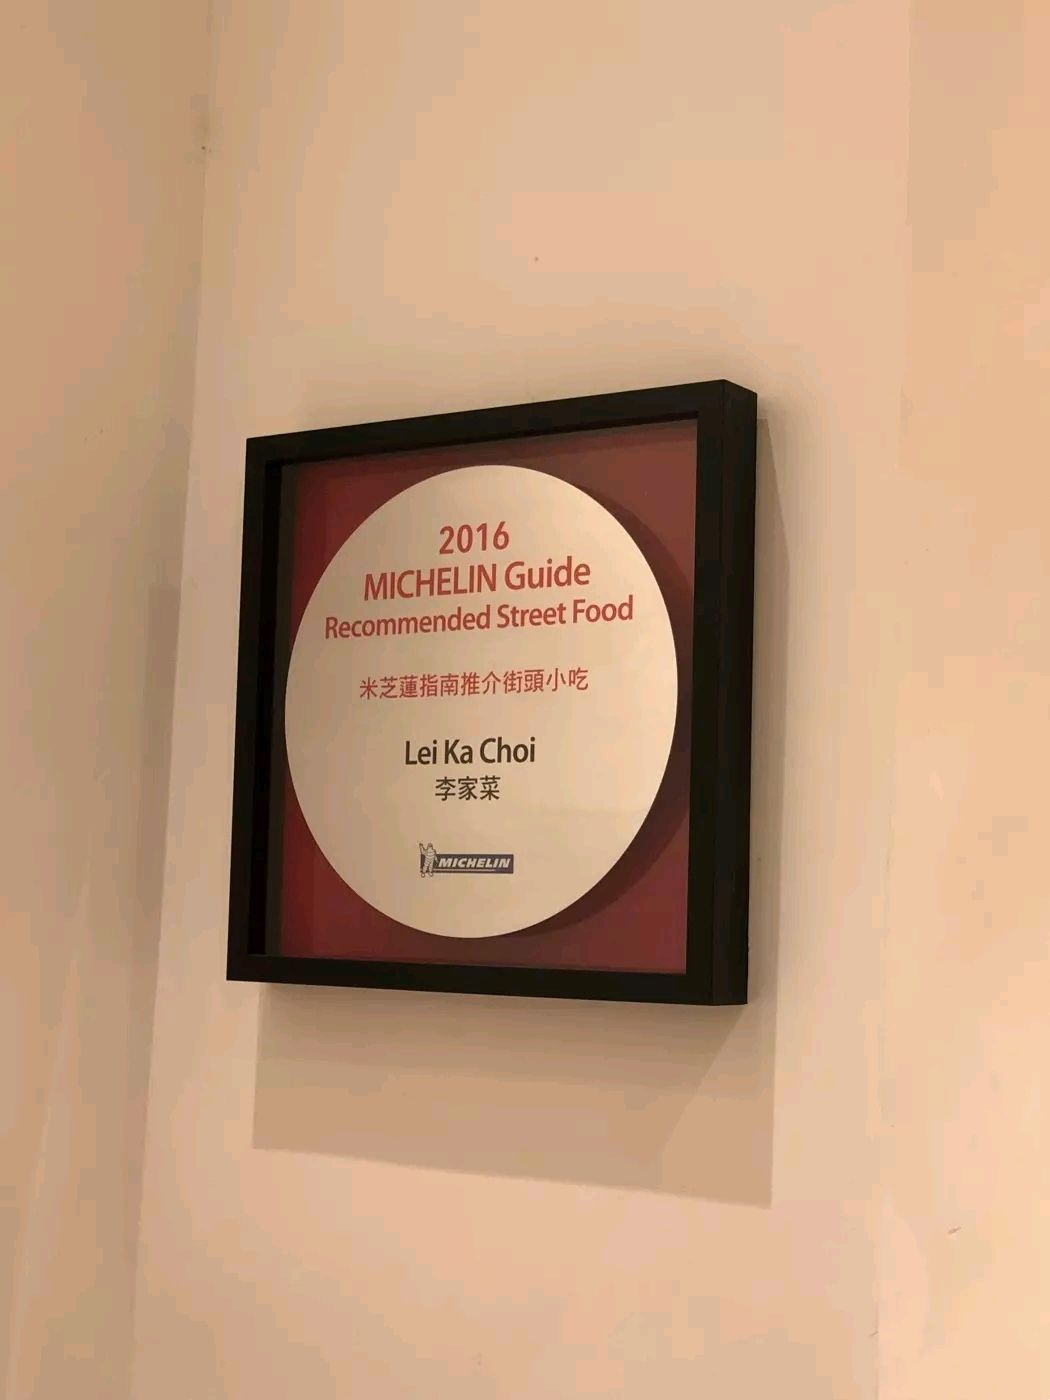 2016
MICHELIN Guide
Recommended Street Food
米芝蓮指南推介街頭小吃
Lei Ka Choi
李家菜
MICHELIN